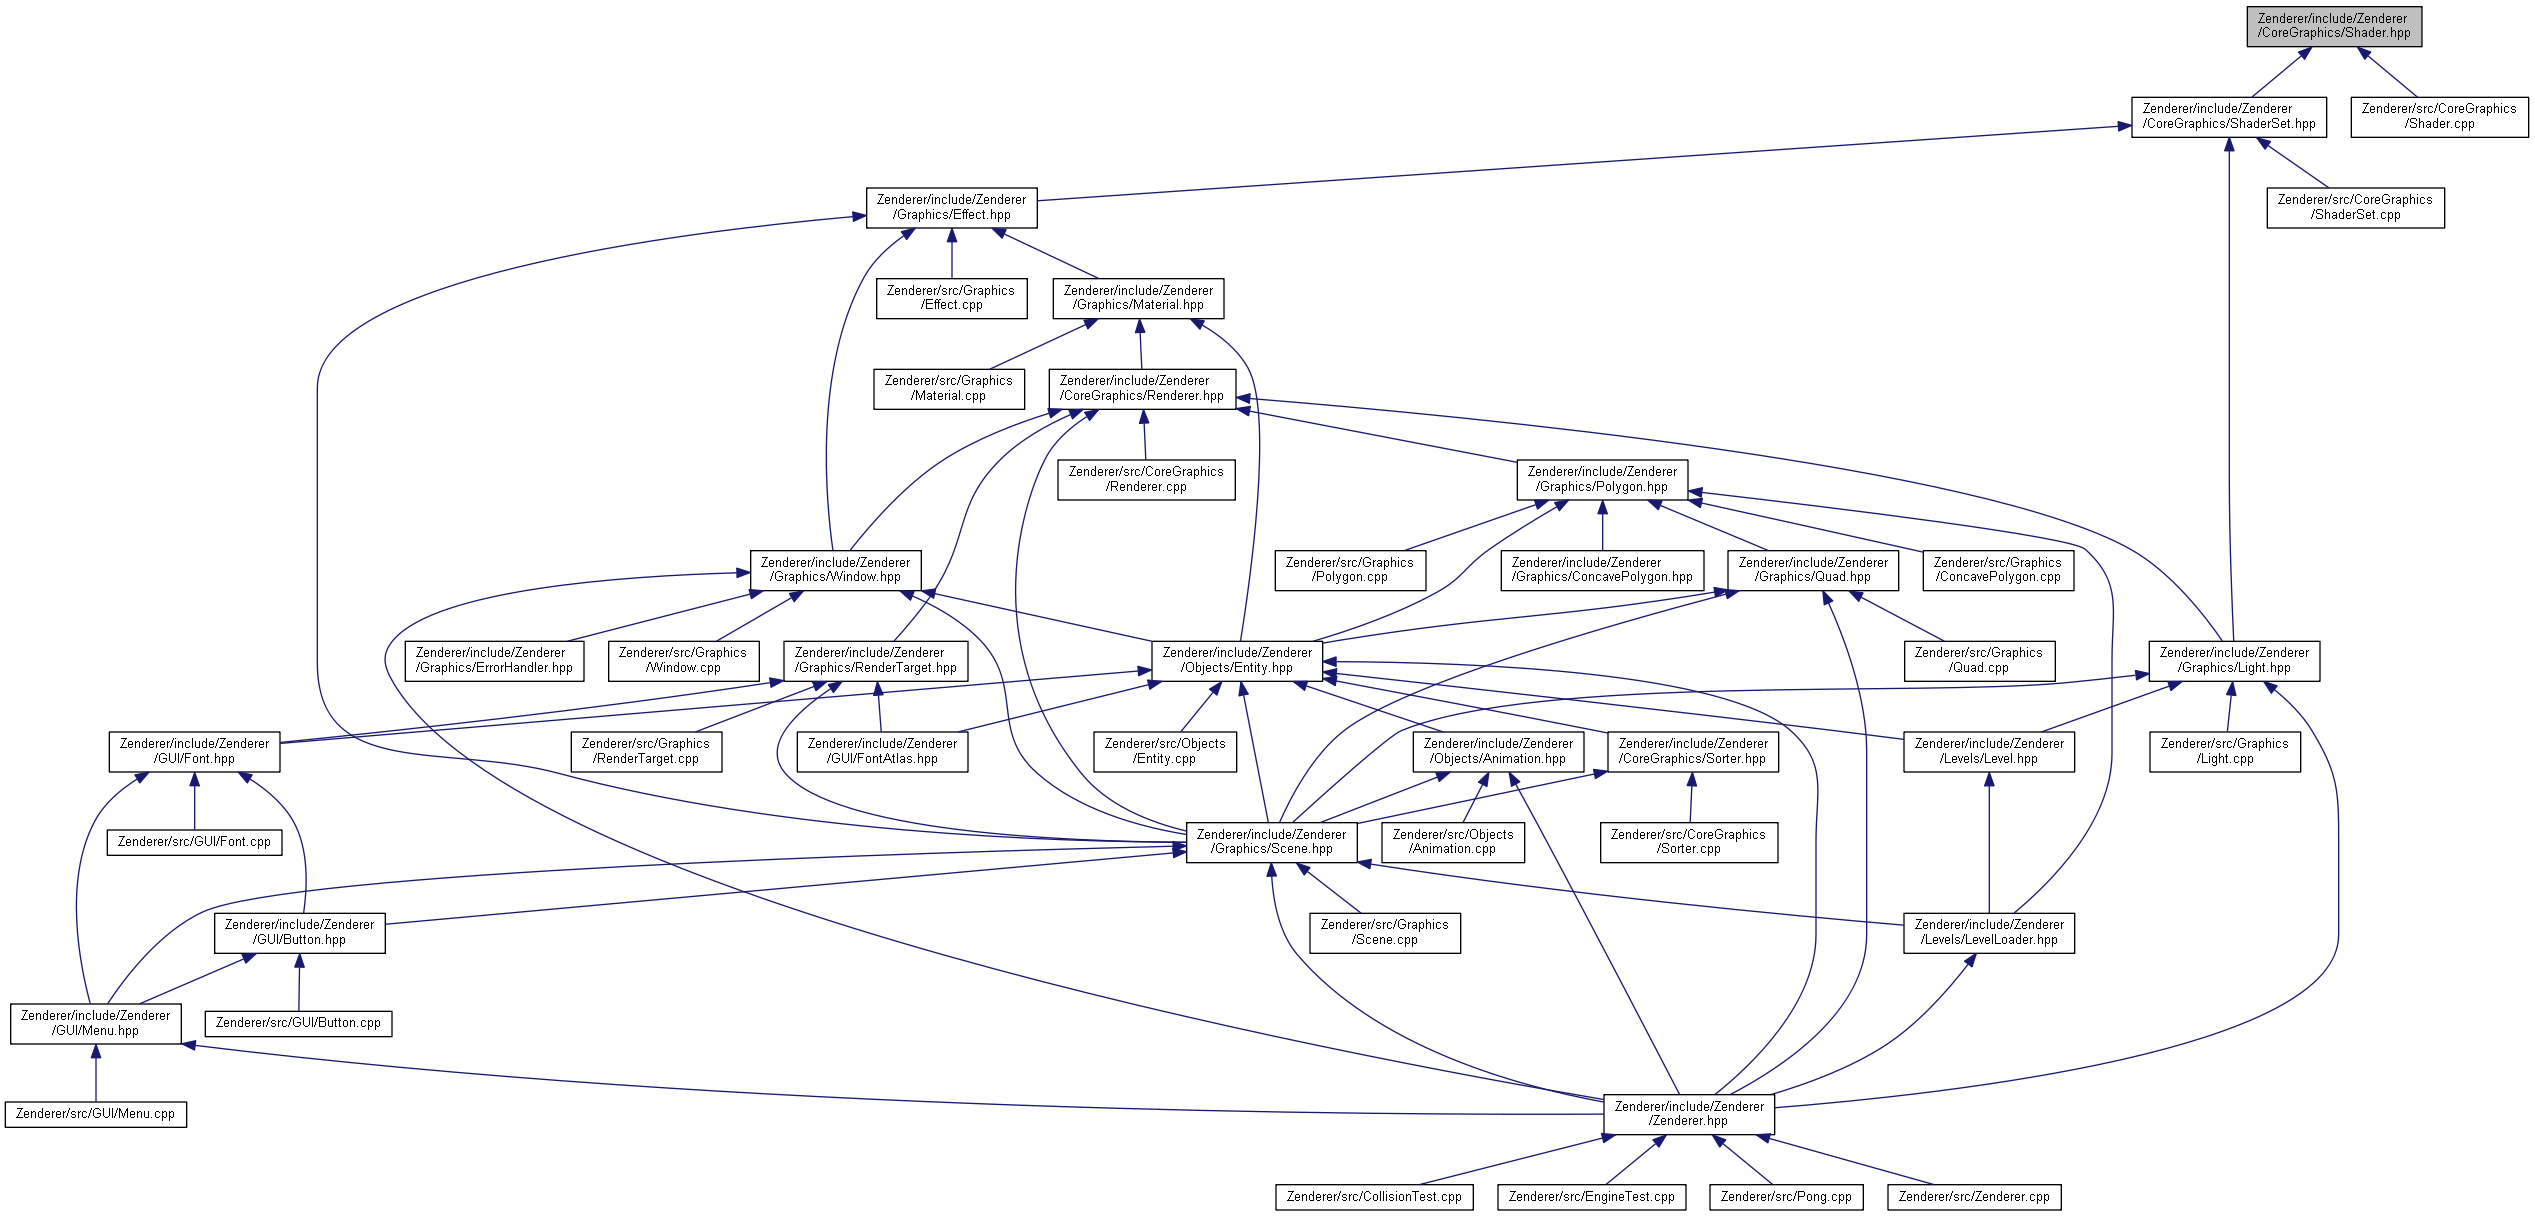 Zenderer/include/Zenderer
/CoreGraphics/Shader.hpp
Zenderer/include/Zenderer
/CoreGraphics/ShaderSet.hpp
Zenderer/src/CoreGraphics
/Shader.cpp
Zenderer/include/Zenderer
/Graphics/Effect.hpp
Zenderer/src/CoreGraphics
/ShaderSet.cpp
Zenderer/src/Graphics
/Effect.cpp
Zenderer/include/Zenderer
/Graphics/Material.hpp
Zenderer/src/Graphics
/Material.cpp
Zenderer/include/Zenderer
/CoreGraphics/Renderer.hpp
Zenderer/src/CoreGraphics
/Renderer.cpp
Zenderer/include/Zenderer
/Graphics/Polygon.hpp
Zenderer/include/Zenderer
/Graphics/Window.hpp
Zenderer/src/Graphics
/Polygon.cpp
Zenderer/include/Zenderer
/Graphics/ConcavePolygon.hpp
Zenderer/include/Zenderer
/Graphics/Quad.hpp
Zenderer/src/Graphics
/ConcavePolygon.cpp
Zenderer/include/Zenderer
/Graphics/ErrorHandler.hpp
Zenderer/src/Graphics
/Window.cpp
Zenderer/include/Zenderer
/Graphics/RenderTarget.hpp
Zenderer/include/Zenderer
/Objects/Entity.hpp
Zenderer/src/Graphics
/Quad.cpp
Zenderer/include/Zenderer
/Graphics/Light.hpp
Zenderer/include/Zenderer
/GUI/Font.hpp
Zenderer/src/Graphics
/RenderTarget.cpp
Zenderer/include/Zenderer
/GUI/FontAtlas.hpp
Zenderer/src/Objects
/Entity.cpp
Zenderer/include/Zenderer
/Objects/Animation.hpp
Zenderer/include/Zenderer
/CoreGraphics/Sorter.hpp
Zenderer/include/Zenderer
/Levels/Level.hpp
Zenderer/src/Graphics
/Light.cpp
Zenderer/src/GUI/Font.cpp
Zenderer/include/Zenderer
/Graphics/Scene.hpp
Zenderer/src/Objects
/Animation.cpp
Zenderer/src/CoreGraphics
/Sorter.cpp
Zenderer/include/Zenderer
/GUI/Button.hpp
Zenderer/src/Graphics
/Scene.cpp
Zenderer/include/Zenderer
/Levels/LevelLoader.hpp
Zenderer/include/Zenderer
/GUI/Menu.hpp
Zenderer/src/GUI/Button.cpp
Zenderer/src/GUI/Menu.cpp
Zenderer/include/Zenderer
/Zenderer.hpp
Zenderer/src/CollisionTest.cpp
Zenderer/src/EngineTest.cpp
Zenderer/src/Pong.cpp
Zenderer/src/Zenderer.cpp